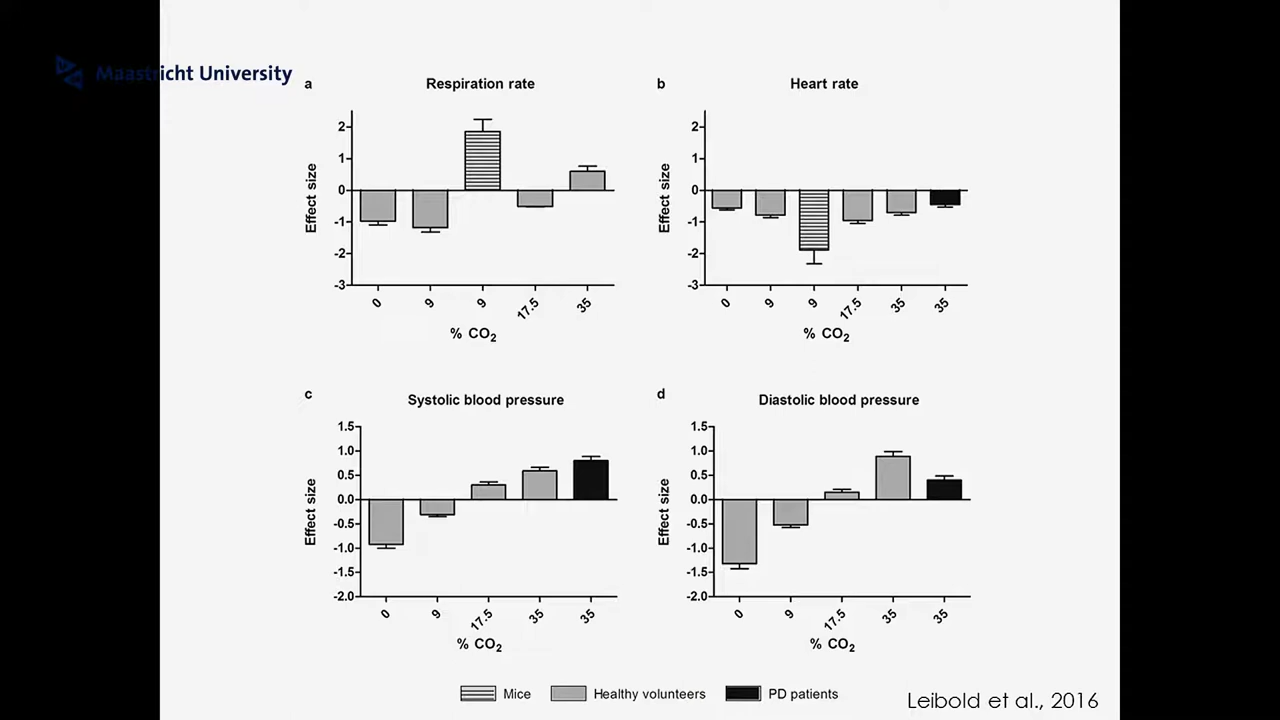 Maastricht University
a
Respiration rate
2
1
0
-1
-2
-3
Effect size
0
9
9
17.5
35
% CO2
b
Heart rate
2
1
0
-1
-2
-3
Effect size
0
9
9
17.5
35
35
% CO2
c
Systolic blood pressure
1.5
1.0
0.5
0.0
-0.5
-1.0
-1.5
-2.0
Effect size
0
9
17.5
35
35
% CO2
d
Diastolic blood pressure
1.5
1.0
0.5
0.0
-0.5
-1.0
-1.5
-2.0
Effect size
0
9
17.5
35
35
% CO2
Mice Healthy volunteers PD patients
Leibold et al., 2016